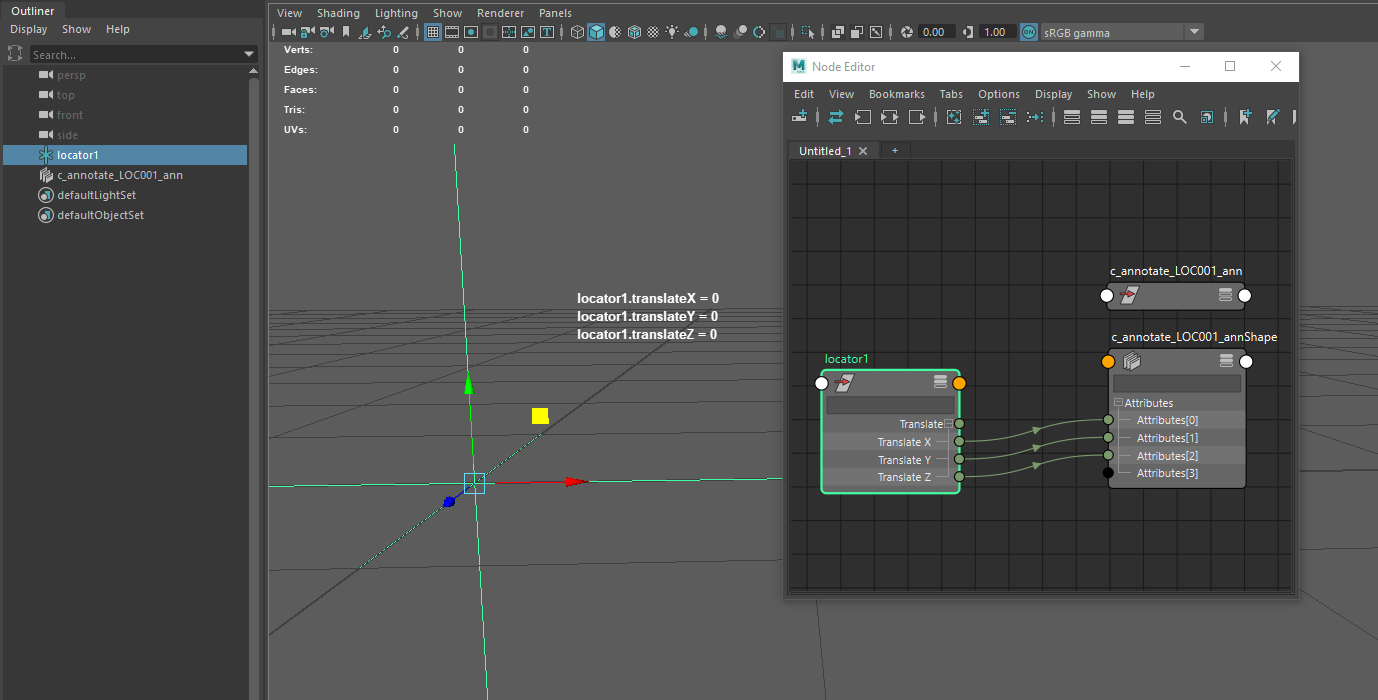 Outliner
Display Show Help
Search...
persp
top
front
side
locator1
c_annotate_LOC001_ann
defaultLightSet
defaultObjectSet
View Shading Lighting Show Renderer Panels
0.00 1.00 ON sRGB gamma
Verts: 0 0 0
Edges: 0 0 0
Faces: 0 0 0
Tris: 0 0 0
UVs: 0 0 0
locator1.translateX = 0
locator1.translateY = 0
locator1.translateZ = 0
M Node Editor
Edit View Bookmarks Tabs Options Display Show Help
Untitled_1 +
c_annotate_LOC001_ann
c_annotate_LOC001_annShape
Attributes
Attributes[0]
Attributes[1]
Attributes[2]
Attributes[3]
locator1
Translate
Translate X
Translate Y
Translate Z